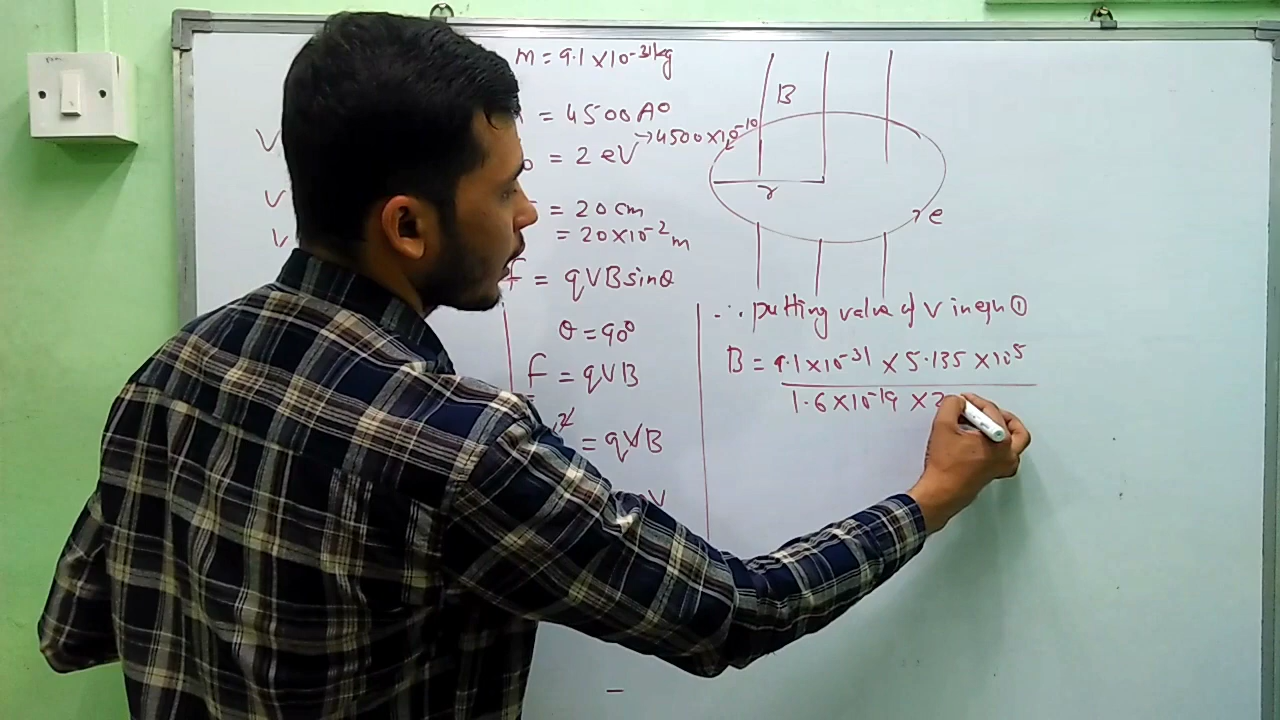 m = 9.1 × 10⁻³¹ kg
= 4500 A⁰
→ 4500 × 10⁻¹⁰
= 2 eV
= 20 cm
= 20 × 10⁻² m
f = qVB sinθ
θ = 90⁰
f = qVB
= qVB
V
V
V
V
B
r
e
∴ putting value of V in eqn ①
B = 9.1 × 10⁻³¹ × 5.135 × 10⁵
1.6 × 10⁻¹⁹ × 2